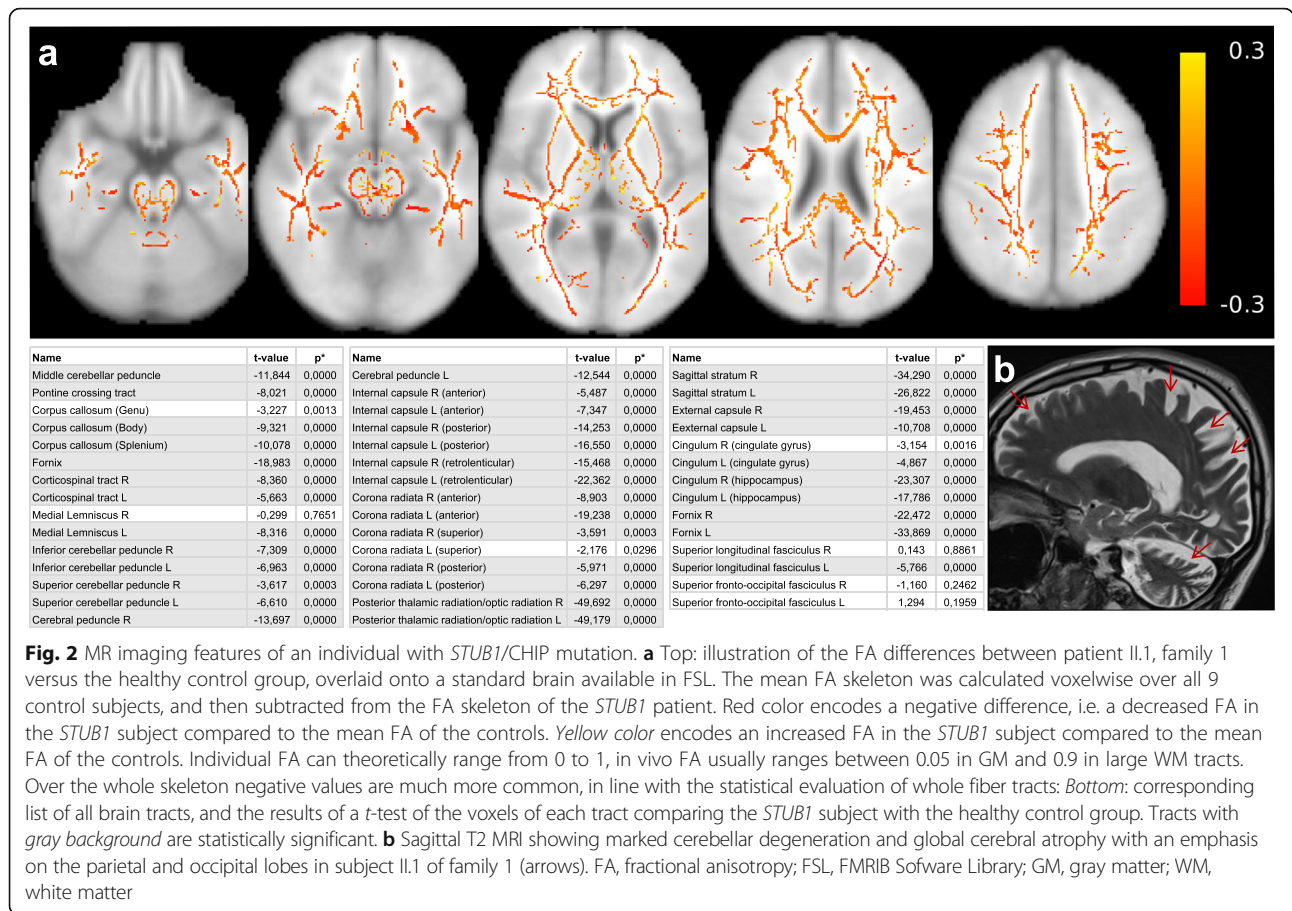 a
0.3
-0.3
Name t-value p*
Middle cerebellar peduncle -11,844 0,0000
Pontine crossing tract -8,021 0,0000
Corpus callosum (Genu) -3,227 0,0013
Corpus callosum (Body) -9,321 0,0000
Corpus callosum (Splenium) -10,078 0,0000
Fornix -18,983 0,0000
Corticospinal tract R -8,360 0,0000
Corticospinal tract L -5,663 0,0000
Medial Lemniscus R -0,299 0,7651
Medial Lemniscus L -8,316 0,0000
Inferior cerebellar peduncle R -7,309 0,0000
Inferior cerebellar peduncle L -6,963 0,0000
Superior cerebellar peduncle R -3,617 0,0003
Superior cerebellar peduncle L -6,610 0,0000
Cerebral peduncle R -13,697 0,0000
Name t-value p*
Cerebral peduncle L -12,544 0,0000
Internal capsule R (anterior) -5,487 0,0000
Internal capsule L (anterior) -7,347 0,0000
Internal capsule R (posterior) -14,253 0,0000
Internal capsule L (posterior) -16,550 0,0000
Internal capsule R (retrolenticular) -15,468 0,0000
Internal capsule L (retrolenticular) -22,362 0,0000
Corona radiata R (anterior) -8,903 0,0000
Corona radiata L (anterior) -19,238 0,0000
Corona radiata R (superior) -3,591 0,0003
Corona radiata L (superior) -2,176 0,0296
Corona radiata R (posterior) -5,971 0,0000
Corona radiata L (posterior) -6,297 0,0000
Posterior thalamic radiation/optic radiation R -49,692 0,0000
Posterior thalamic radiation/optic radiation L -49,179 0,0000
Name t-value p*
Sagittal stratum R -34,290 0,0000
Sagittal stratum L -26,822 0,0000
External capsule R -19,453 0,0000
Eexternal capsule L -10,708 0,0000
Cingulum R (cingulate gyrus) -3,154 0,0016
Cingulum L (cingulate gyrus) -4,867 0,0000
Cingulum R (hippocampus) -23,307 0,0000
Cingulum L (hippocampus) -17,786 0,0000
Fornix R -22,472 0,0000
Fornix L -33,869 0,0000
Superior longitudinal fasciculus R 0,143 0,8861
Superior longitudinal fasciculus L -5,766 0,0000
Superior fronto-occipital fasciculus R -1,160 0,2462
Superior fronto-occipital fasciculus L 1,294 0,1959
b
Fig. 2 MR imaging features of an individual with STUB1/CHIP mutation. a Top: illustration of the FA differences between patient II.1, family 1
versus the healthy control group, overlaid onto a standard brain available in FSL. The mean FA skeleton was calculated voxelwise over all 9
control subjects, and then subtracted from the FA skeleton of the STUB1 patient. Red color encodes a negative difference, i.e. a decreased FA in
the STUB1 subject compared to the mean FA of the controls. Yellow color encodes an increased FA in the STUB1 subject compared to the mean
FA of the controls. Individual FA can theoretically range from 0 to 1, in vivo FA usually ranges between 0.05 in GM and 0.9 in large WM tracts.
Over the whole skeleton negative values are much more common, in line with the statistical evaluation of whole fiber tracts: Bottom: corresponding
list of all brain tracts, and the results of a t-test of the voxels of each tract comparing the STUB1 subject with the healthy control group. Tracts with
gray background are statistically significant. b Sagittal T2 MRI showing marked cerebellar degeneration and global cerebral atrophy with an emphasis
on the parietal and occipital lobes in subject II.1 of family 1 (arrows). FA, fractional anisotropy; FSL, FMRIB Sofware Library; GM, gray matter; WM,
white matter